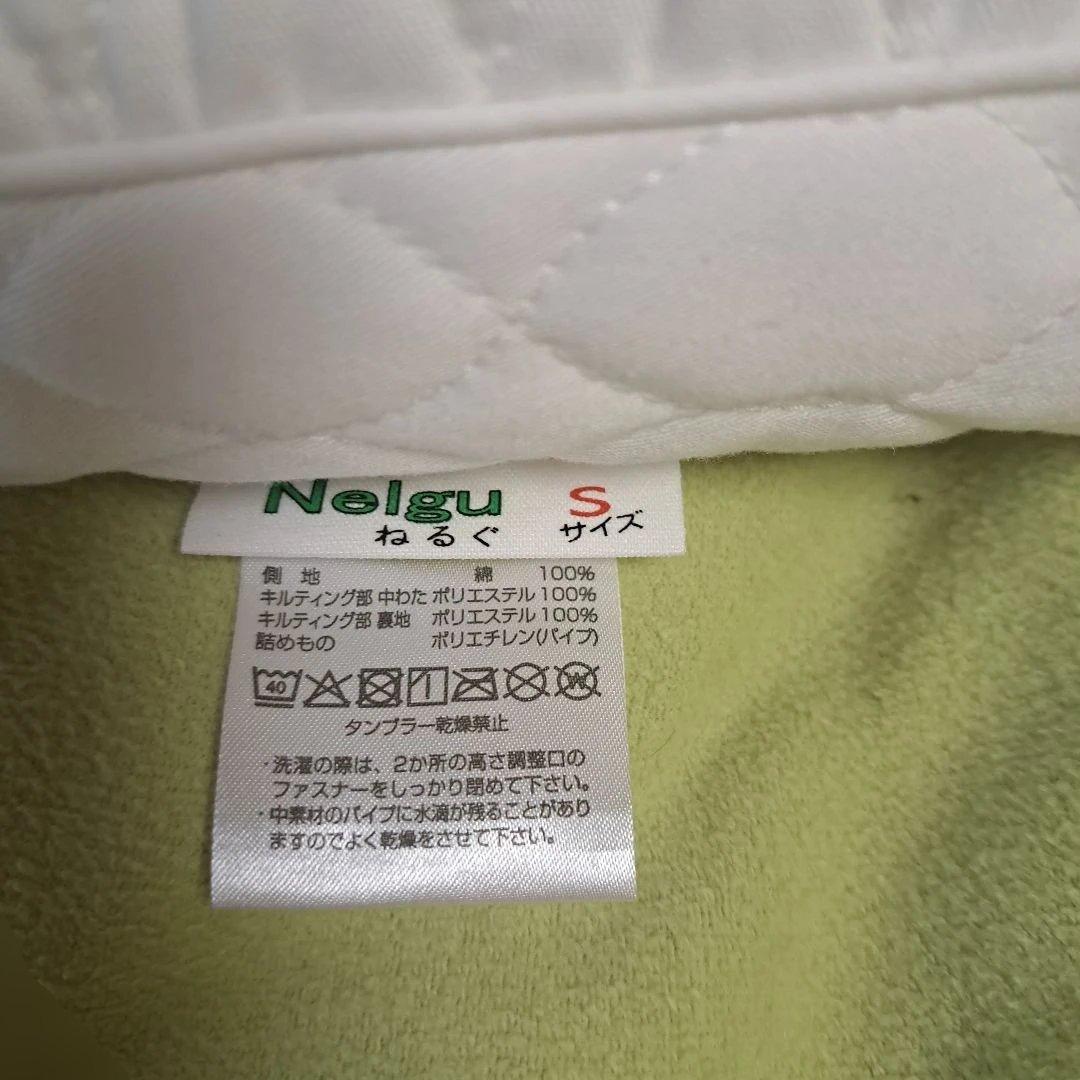 Nelgu S
ねるぐ サイズ
側 地 綿 100%
キルティング部 中わた ポリエステル 100%
キルティング部 裏地 ポリエステル 100%
詰めもの ポリエチレン(パイプ)
40 W
タンブラー乾燥禁止
・洗濯の際は、2か所の高さ調整口の
ファスナーをしっかり閉めて下さい。
・中素材のパイプに水滴が残ることがあり
ますのでよく乾燥をさせて下さい。